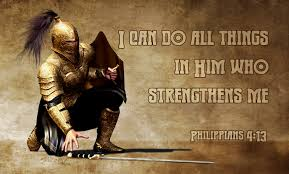 I can do all things
in Him who
strengthens me
Philippians 4:13